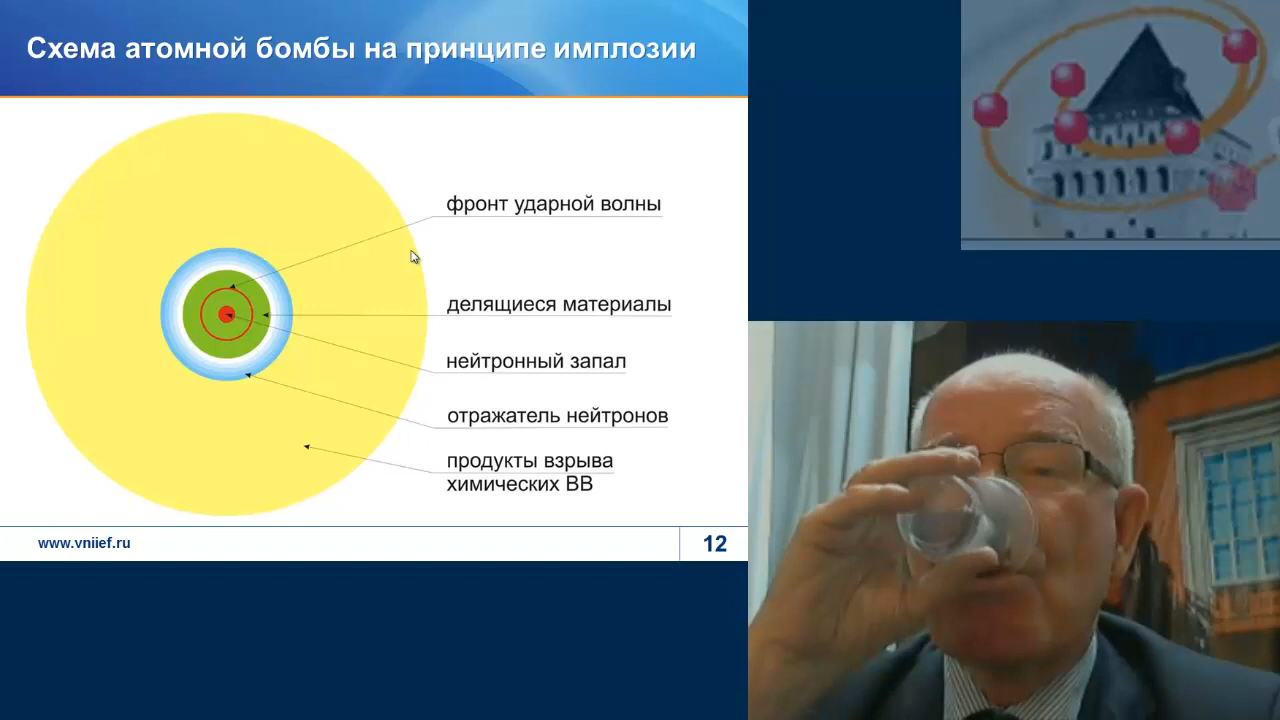 Схема атомной бомбы на принципе имплозии
фронт ударной волны
делящиеся материалы
нейтронный запал
отражатель нейтронов
продукты взрыва
химических ВВ
www.vniief.ru
12